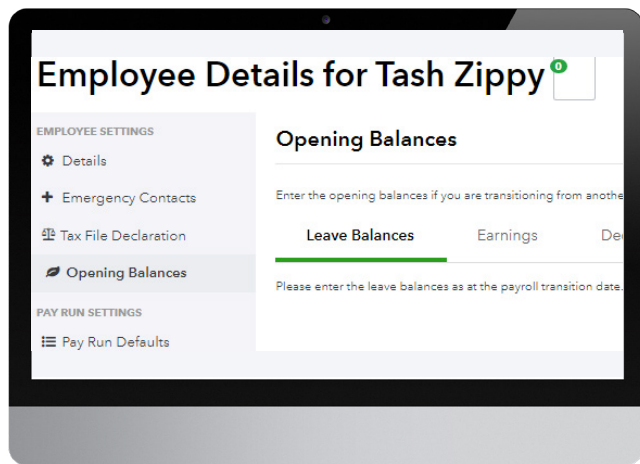 Employee Details for Tash Zippy 0
EMPLOYEE SETTINGS
Details
Emergency Contacts
Tax File Declaration
Opening Balances
PAY RUN SETTINGS
Pay Run Defaults
Opening Balances
Enter the opening balances if you are transitioning from
Leave Balances Earnings
Please enter the leave balances as at the payroll transition date.